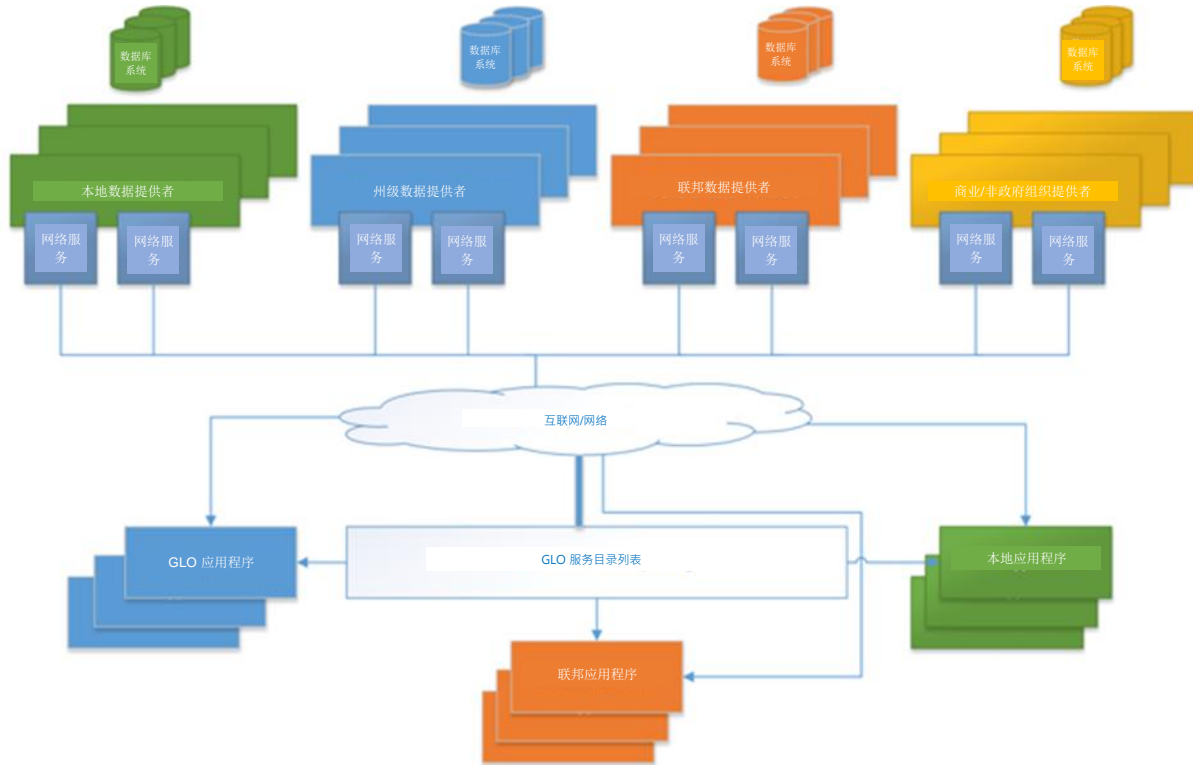 数据库
系统
数据库
系统
数据库
系统
数据库
系统
本地数据提供者
州级数据提供者
联邦数据提供者
商业/非政府组织提供者
网络服
务
网络服
务
网络服
务
网络服
务
网络服
务
网络服
务
网络服
务
网络服
务
互联网/网络
GLO 应用程序
GLO 服务目录列表
本地应用程序
联邦应用程序